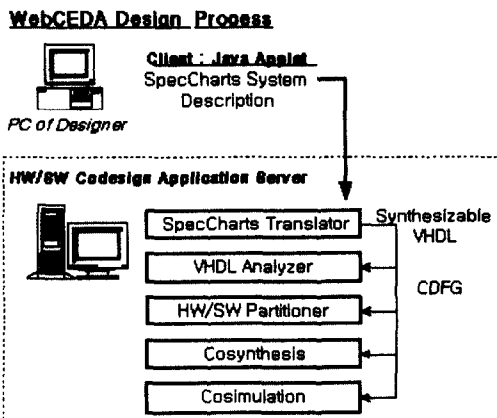 WebCEDA Design Process
Client : Java Applet
SpecCharts System
Description
PC of Designer
HW/SW Codesign Application Server
SpecCharts Translator
Synthesizable
VHDL
VHDL Analyzer
CDFG
HW/SW Partitioner
Cosynthesis
Cosimulation